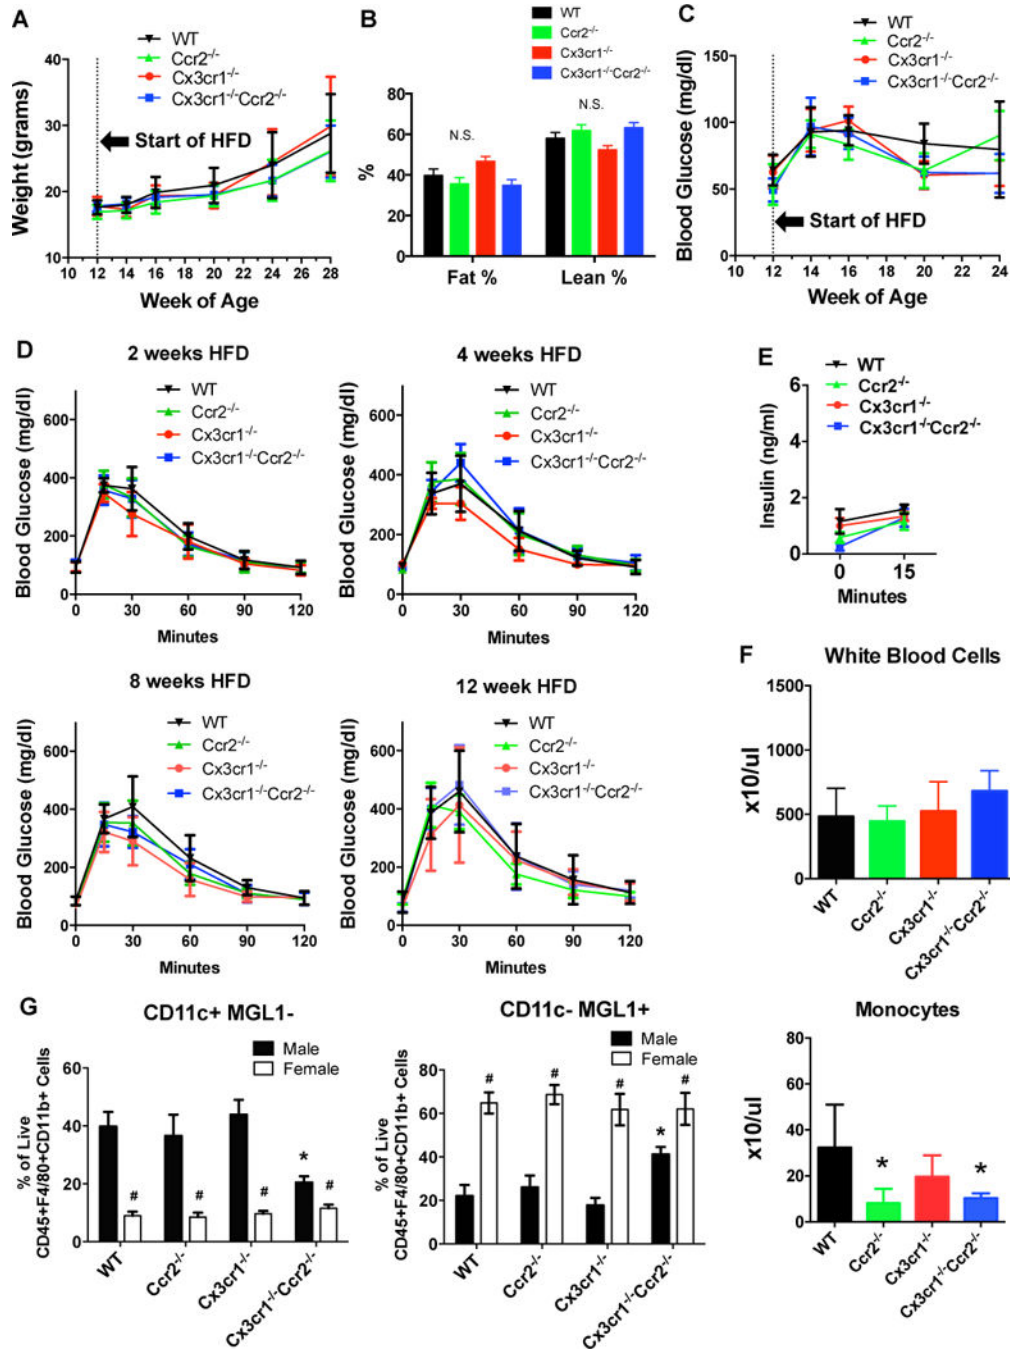 A
WT
Ccr2-/-
Cx3cr1-/-
Cx3cr1-/-Ccr2-/-
Start of HFD
Weight (grams)
40
30
20
10
10 12 14 16 18 20 22 24 26 28
Week of Age
B
WT
Ccr2-/-
Cx3cr1-/-
Cx3cr1-/-Ccr2-/-
N.S.
N.S.
%
80
60
40
20
0
Fat % Lean %
C
WT
Ccr2-/-
Cx3cr1-/-
Cx3cr1-/-Ccr2-/-
Blood Glucose (mg/dl)
150
100
50
0
Start of HFD
10 12 14 16 18 20 22 24
Week of Age
D
2 weeks HFD
WT
Ccr2-/-
Cx3cr1-/-
Cx3cr1-/-Ccr2-/-
Blood Glucose (mg/dl)
600
400
200
0
0 15 30 45 60 75 90 105 120
Minutes
4 weeks HFD
WT
Ccr2-/-
Cx3cr1-/-
Cx3cr1-/-Ccr2-/-
Blood Glucose (mg/dl)
600
400
200
0
0 30 60 90 120
Minutes
E
WT
Ccr2-/-
Cx3cr1-/-
Cx3cr1-/-Ccr2-/-
Insulin (ng/ml)
6
4
2
0
0 15
Minutes
8 weeks HFD
WT
Ccr2-/-
Cx3cr1-/-
Cx3cr1-/-Ccr2-/-
Blood Glucose (mg/dl)
600
400
200
0
0 30 60 90 120
Minutes
12 week HFD
WT
Ccr2-/-
Cx3cr1-/-
Cx3cr1-/-Ccr2-/-
Blood Glucose (mg/dl)
600
400
200
0
0 30 60 90 120
Minutes
F
White Blood Cells
x10/ul
1500
1000
500
0
WT Ccr2-/- Cx3cr1-/- Cx3cr1-/-Ccr2-/-
G
CD11c+ MGL1-
Male
Female
% of Live
CD45+F4/80+CD11b+ Cells
60
40
20
0
# # # * #
WT Ccr2-/- Cx3cr1-/- Cx3cr1-/-Ccr2-/-
CD11c- MGL1+
Male
Female
% of Live
CD45+F4/80+CD11b+ Cells
80
60
40
20
0
# # # * #
WT Ccr2-/- Cx3cr1-/- Cx3cr1-/-Ccr2-/-
Monocytes
x10/ul
80
60
40
20
0
* *
WT Ccr2-/- Cx3cr1-/- Cx3cr1-/-Ccr2-/-